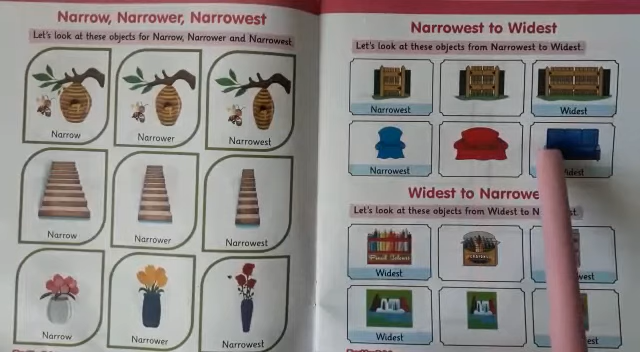 Narrow, Narrower, Narrowest
Let's look at these objects for Narrow, Narrower and Narrowest.
Narrow
Narrower
Narrowest
Narrow
Narrower
Narrowest
Narrow
Narrower
Narrowest
Narrowest to Widest
Let's look at these objects from Narrowest to Widest.
Narrowest
Widest
Narrowest
Widest to
Let's look at these objects from Widest to
Widest
Widest